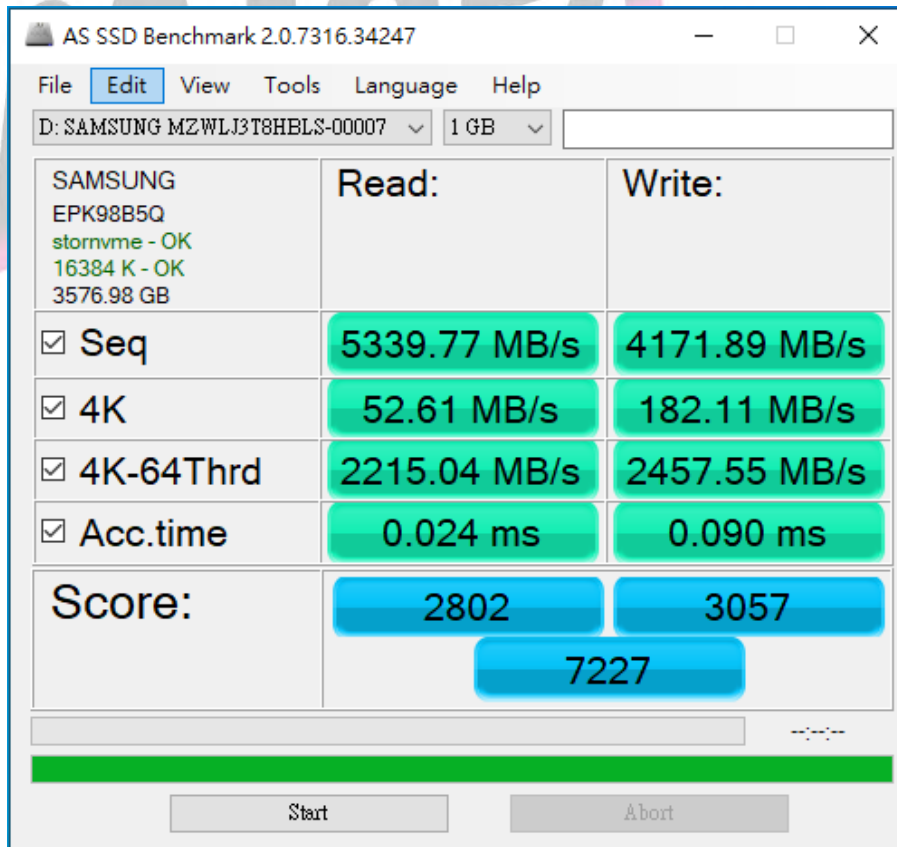 AS SSD Benchmark 2.0.7316.34247
File Edit View Tools Language Help
D: SAMSUNG MZWLJ3T8HBLS-00007 1 GB
SAMSUNG
EPK98B5Q
stornvme - OK
16384 K - OK
3576.98 GB
Read: Write:
Seq 5339.77 MB/s 4171.89 MB/s
4K 52.61 MB/s 182.11 MB/s
4K-64Thrd 2215.04 MB/s 2457.55 MB/s
Acc.time 0.024 ms 0.090 ms
Score: 2802 3057
7227
--:--:--
Start Abort